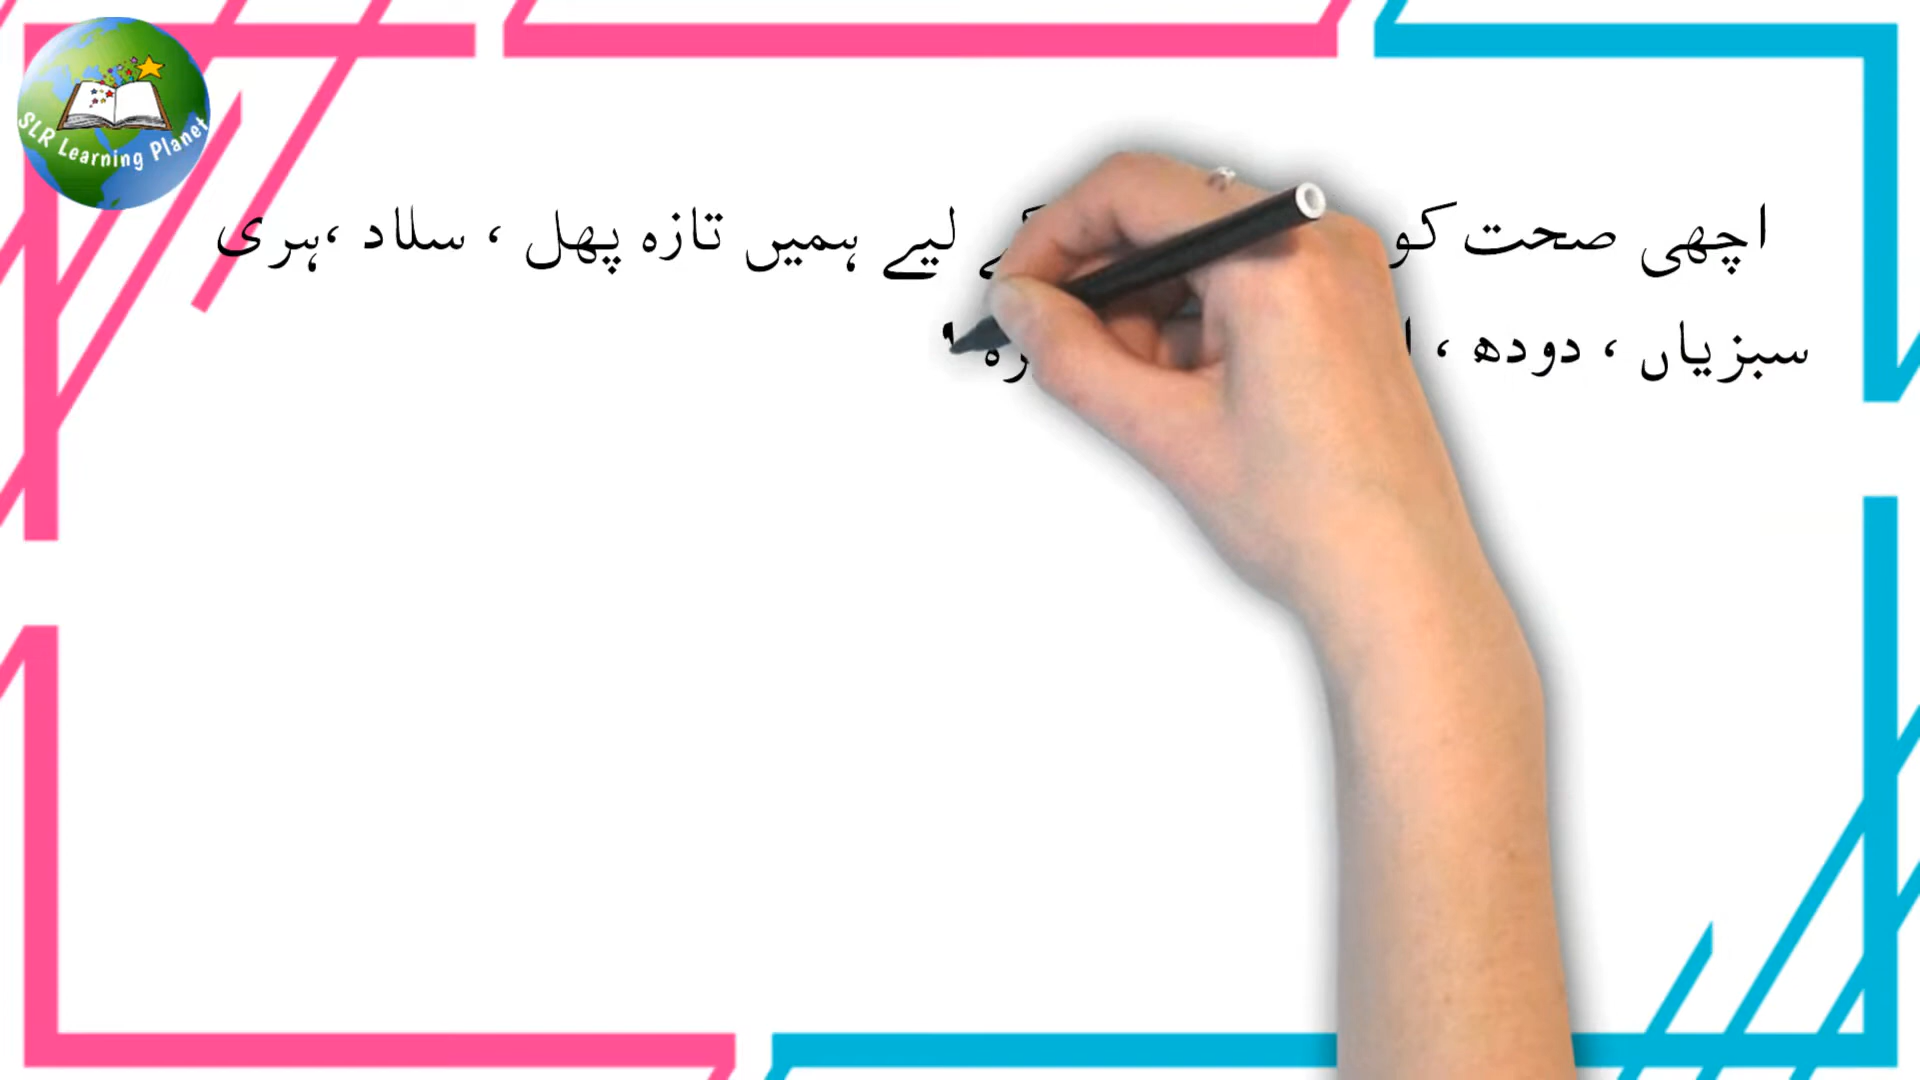 SLR Learning Planet
اچھی صحت کو لیے ہمیں تازہ پھل ، سلاد ،ہری
سبزیاں ، دودھ ،